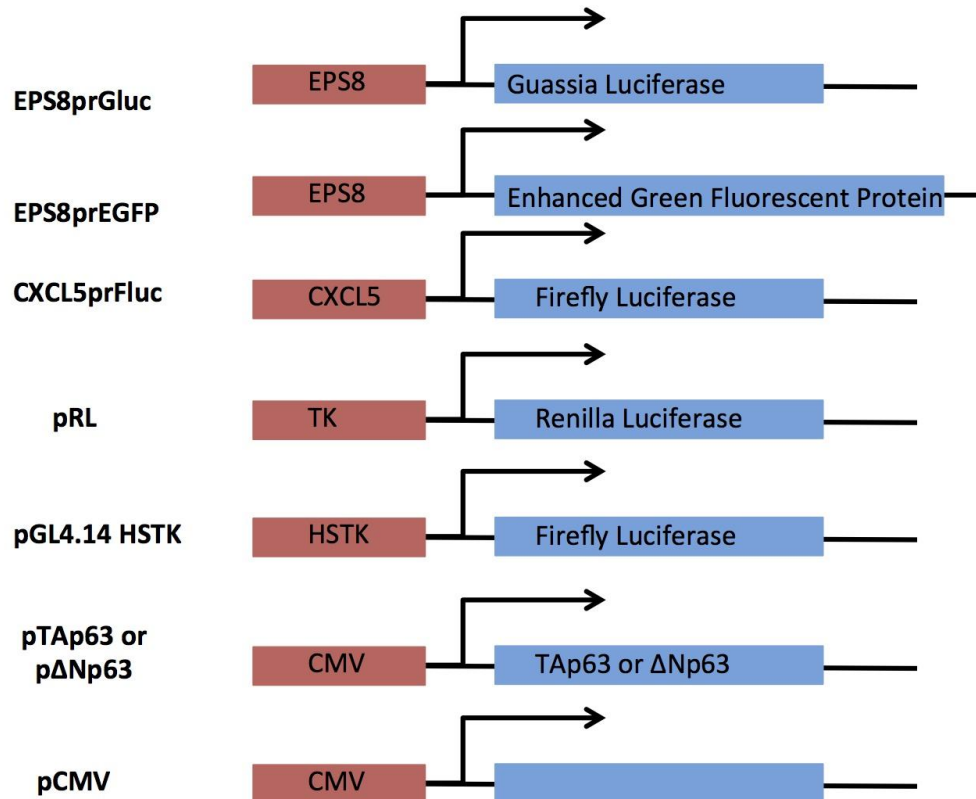 EPS8prGluc EPS8 Guassia Luciferase
EPS8prEGFP EPS8 Enhanced Green Fluorescent Protein
CXCL5prFluc CXCL5 Firefly Luciferase
pRL TK Renilla Luciferase
pGL4.14 HSTK HSTK Firefly Luciferase
pTAp63 or
pΔNp63 CMV TAp63 or ΔNp63
pCMV CMV